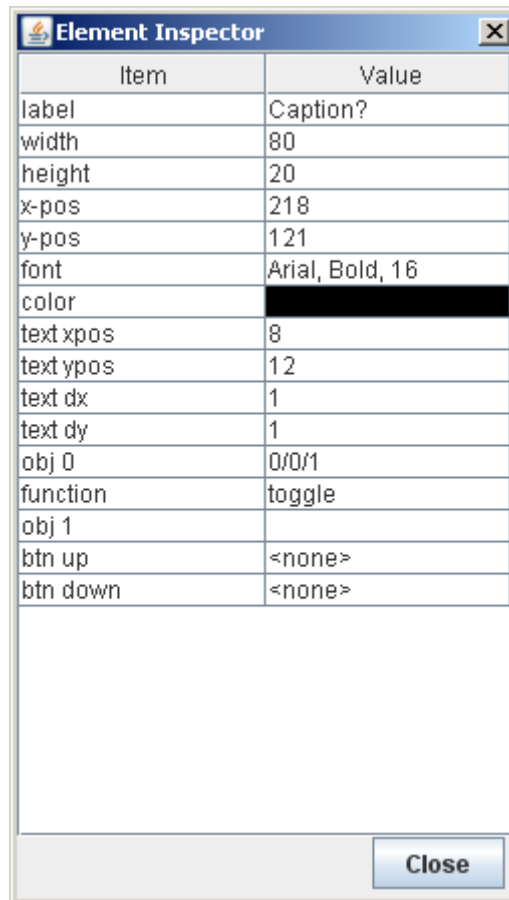 Element Inspector
Item Value
label Caption?
width 80
height 20
x-pos 218
y-pos 121
font Arial, Bold, 16
color
text xpos 8
text ypos 12
text dx 1
text dy 1
obj 0 0/0/1
function toggle
obj 1
btn up <none>
btn down <none>
Close